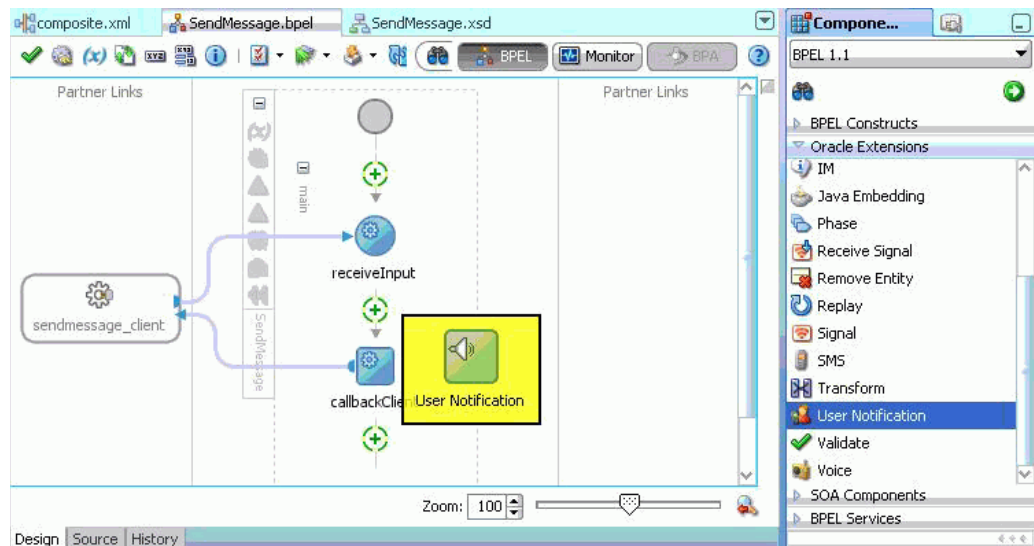 composite.xml SendMessage.bpel SendMessage.xsd
XYZ BPEL Monitor BPA
Partner Links
Partner Links
main
receiveInput
sendmessage_client
SendMessage
callbackClien
User Notification
Zoom: 100
Design Source History
Compone...
BPEL 1.1
BPEL Constructs
Oracle Extensions
IM
Java Embedding
Phase
Receive Signal
Remove Entity
Replay
Signal
SMS
Transform
User Notification
Validate
Voice
SOA Components
BPEL Services